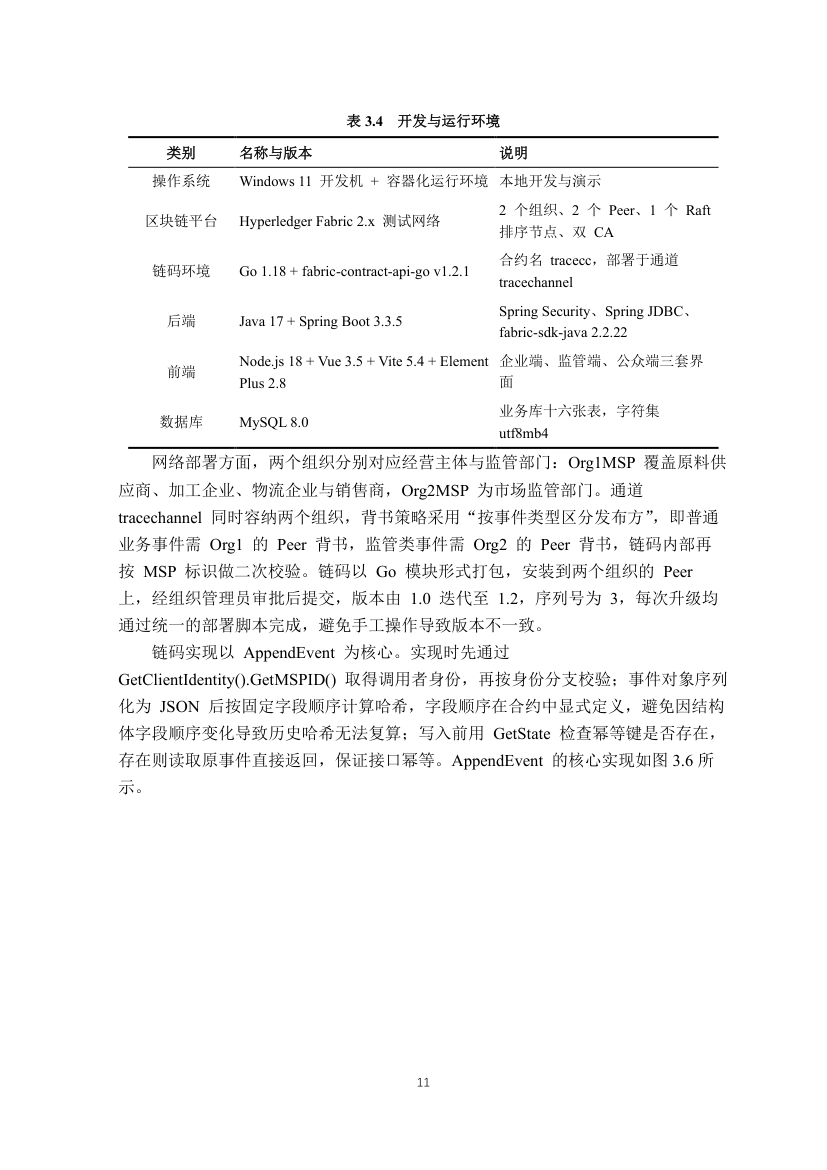 表 3.4 开发与运行环境
类别 名称与版本 说明
操作系统 Windows 11 开发机 + 容器化运行环境 本地开发与演示
区块链平台 Hyperledger Fabric 2.x 测试网络 2 个组织、2 个 Peer、1 个 Raft
排序节点、双 CA
链码环境 Go 1.18 + fabric-contract-api-go v1.2.1 合约名 tracecc，部署于通道
tracechannel
后端 Java 17 + Spring Boot 3.3.5 Spring Security、Spring JDBC、
fabric-sdk-java 2.2.22
前端 Node.js 18 + Vue 3.5 + Vite 5.4 + Element 企业端、监管端、公众端三套界
Plus 2.8 面
数据库 MySQL 8.0 业务库十六张表，字符集
utf8mb4
网络部署方面，两个组织分别对应经营主体与监管部门：Org1MSP 覆盖原料供
应商、加工企业、物流企业与销售商，Org2MSP 为市场监管部门。通道
tracechannel 同时容纳两个组织，背书策略采用“按事件类型区分发布方”，即普通
业务事件需 Org1 的 Peer 背书，监管类事件需 Org2 的 Peer 背书，链码内部再
按 MSP 标识做二次校验。链码以 Go 模块形式打包，安装到两个组织的 Peer
上，经组织管理员审批后提交，版本由 1.0 迭代至 1.2，序列号为 3，每次升级均
通过统一的部署脚本完成，避免手工操作导致版本不一致。
链码实现以 AppendEvent 为核心。实现时先通过
GetClientIdentity().GetMSPID() 取得调用者身份，再按身份分支校验；事件对象序列
化为 JSON 后按固定字段顺序计算哈希，字段顺序在合约中显式定义，避免因结构
体字段顺序变化导致历史哈希无法复算；写入前用 GetState 检查幂等键是否存在，
存在则读取原事件直接返回，保证接口幂等。AppendEvent 的核心实现如图 3.6 所
示。
11